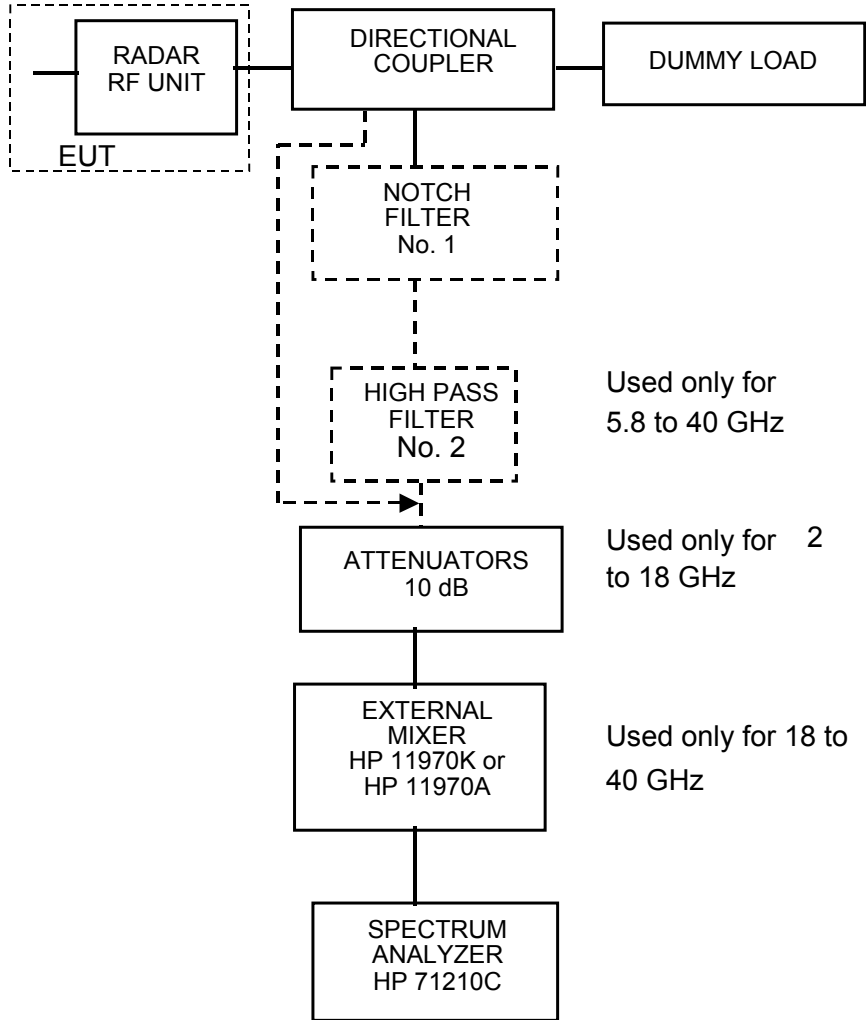 RADAR
RF UNIT
EUT
DIRECTIONAL
COUPLER
DUMMY LOAD
NOTCH
FILTER
No. 1
HIGH PASS
FILTER
No. 2
Used only for
5.8 to 40 GHz
ATTENUATORS
10 dB
Used only for 2
to 18 GHz
EXTERNAL
MIXER
HP 11970K or
HP 11970A
Used only for 18 to
40 GHz
SPECTRUM
ANALYZER
HP 71210C